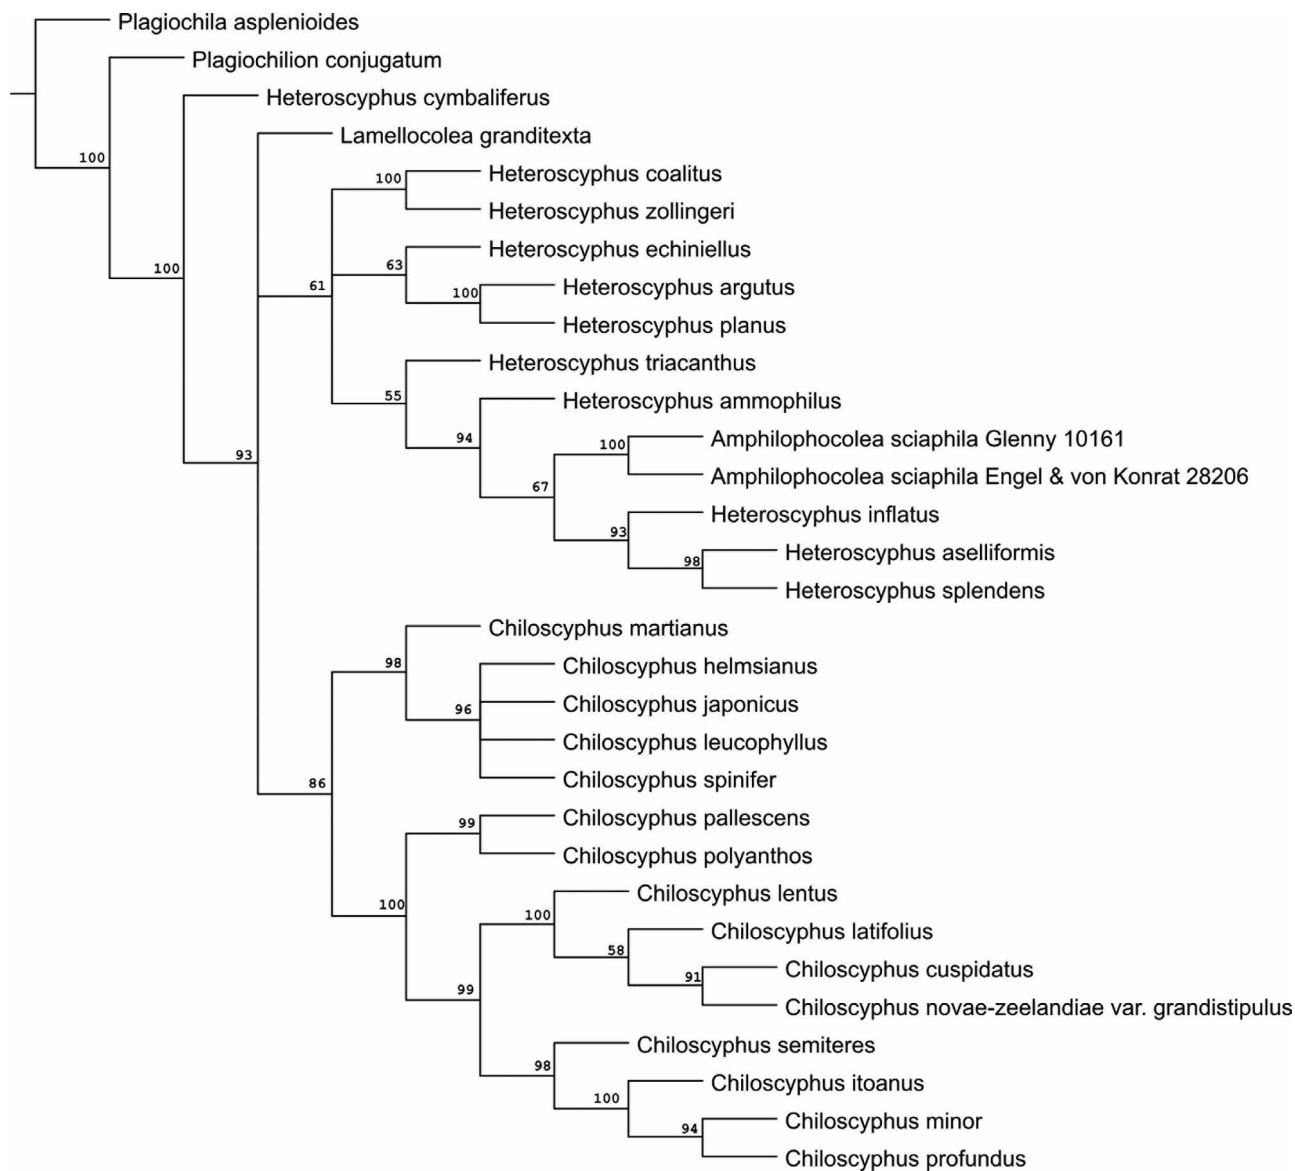 Plagiochila asplenioides
Plagiochilion conjugatum
Heteroscyphus cymbaliferus
Lamellocolea granditexta
100
Heteroscyphus coalitus
100
Heteroscyphus zollingeri
Heteroscyphus echiniellus
100
63
61
100
Heteroscyphus argutus
Heteroscyphus planus
Heteroscyphus triacanthus
55
Heteroscyphus ammophilus
94
100
Amphilophocolea sciaphila Glenny 10161
93
Amphilophocolea sciaphila Engel & von Konrat 28206
67
Heteroscyphus inflatus
93
Heteroscyphus aselliformis
98
Heteroscyphus splendens
Chiloscyphus martianus
98
Chiloscyphus helmsianus
Chiloscyphus japonicus
96
Chiloscyphus leucophyllus
Chiloscyphus spinifer
86
Chiloscyphus pallescens
99
Chiloscyphus polyanthos
Chiloscyphus lentus
100
100
Chiloscyphus latifolius
58
Chiloscyphus cuspidatus
91
99
Chiloscyphus novae-zeelandiae var. grandistipulus
Chiloscyphus semiteres
98
Chiloscyphus itoanus
100
Chiloscyphus minor
94
Chiloscyphus profundus